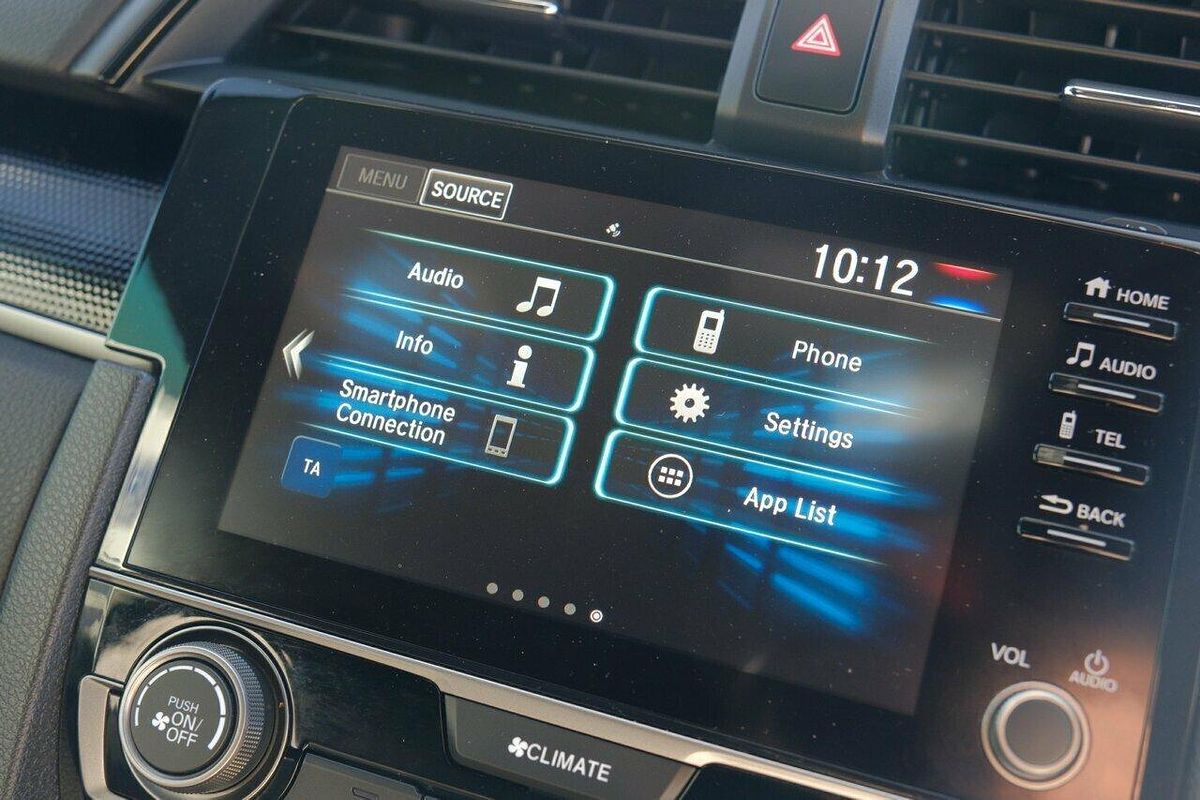 MENU
SOURCE
10:12
Audio
Info
Smartphone
Connection
TA
Phone
Settings
App List
HOME
AUDIO
TEL
BACK
VOL
AUDIO
PUSH
ON/
OFF
CLIMATE